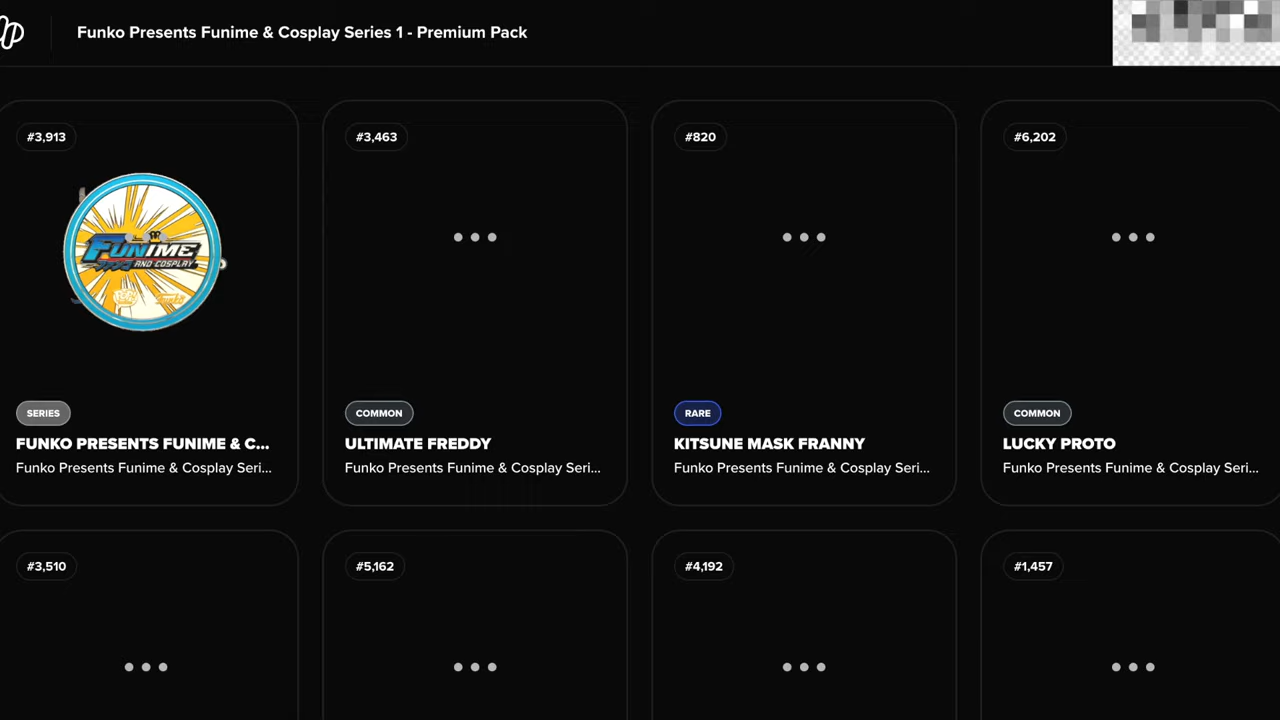 Funko Presents Funime & Cosplay Series 1 - Premium Pack
#3,913
#3,463
#820
#6,202
FUNIME
AND COSPLAY
SERIES
COMMON
RARE
COMMON
FUNKO PRESENTS FUNIME & C...
ULTIMATE FREDDY
KITSUNE MASK FRANNY
LUCKY PROTO
Funko Presents Funime & Cosplay Seri...
Funko Presents Funime & Cosplay Seri...
Funko Presents Funime & Cosplay Seri...
Funko Presents Funime & Cosplay Seri...
#3,510
#5,162
#4,192
#1,457